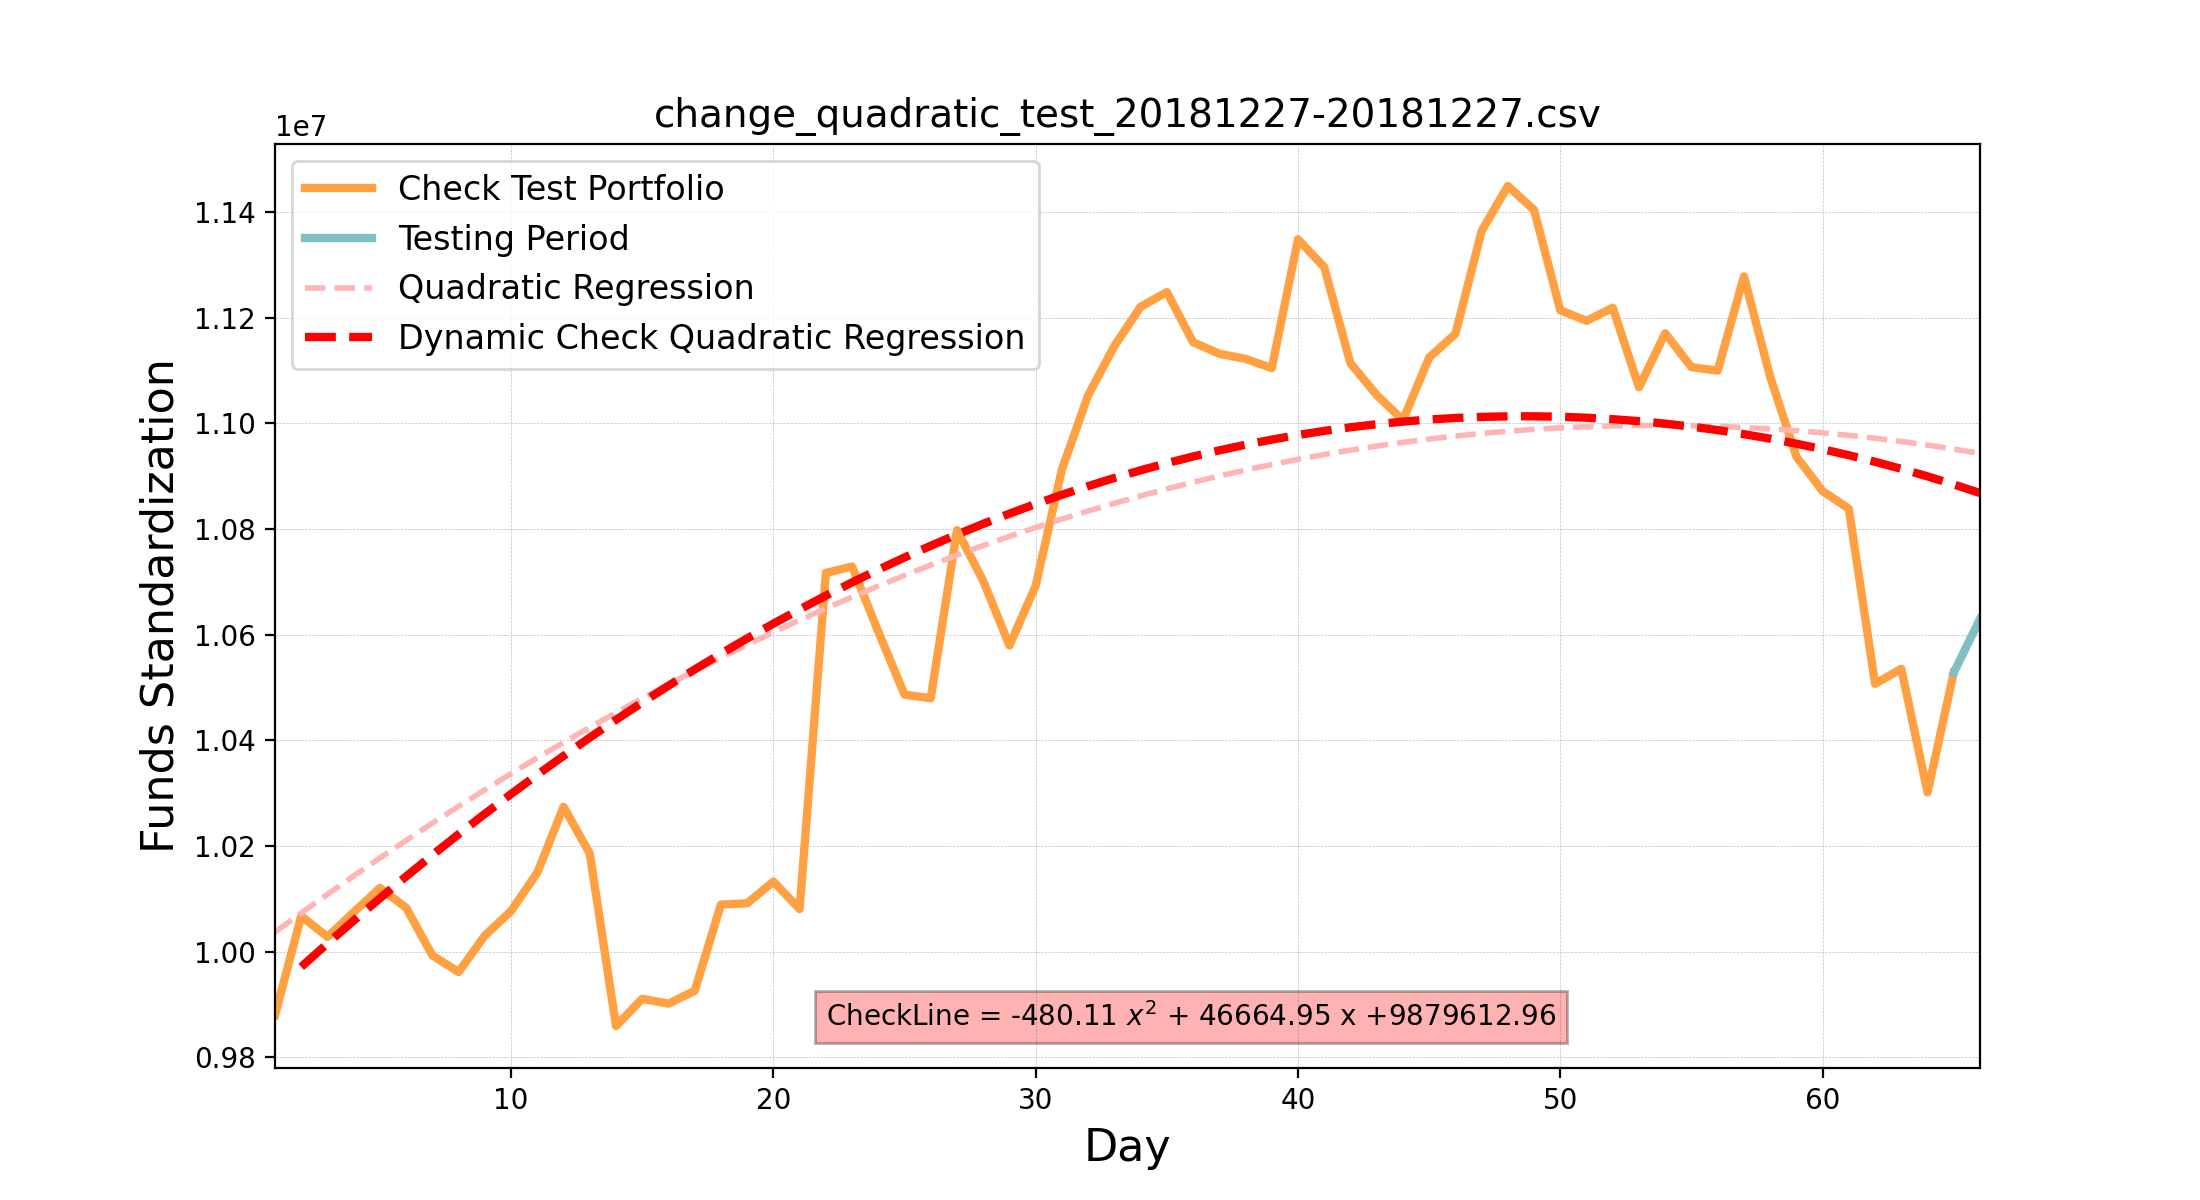 change_quadratic_test_20181227-20181227.csv
1e7
Check Test Portfolio
Testing Period
Quadratic Regression
Dynamic Check Quadratic Regression
1.14
1.12
1.10
1.08
1.06
1.04
1.02
1.00
0.98
Funds Standardization
CheckLine = -480.11 x² + 46664.95 x +9879612.96
10 20 30 40 50 60
Day